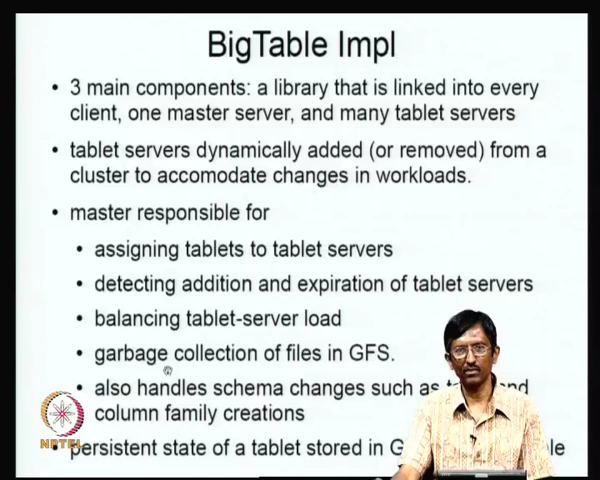 BigTable Impl
• 3 main components: a library that is linked into every
client, one master server, and many tablet servers
• tablet servers dynamically added (or removed) from a
cluster to accomodate changes in workloads.
• master responsible for
• assigning tablets to tablet servers
• detecting addition and expiration of tablet servers
• balancing tablet-server load
• garbage collection of files in GFS.
• also handles schema changes such as
column family creations
NPTEL
• persistent state of a tablet stored in